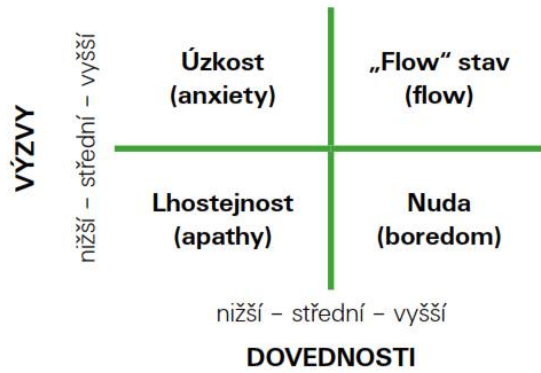 Úzkost
(anxiety)
„Flow“ stav
(flow)
Lhostejnost
(apathy)
Nuda
(boredom)
VÝZVY
nižší – střední – vyšší
nižší – střední – vyšší
DOVEDNOSTI